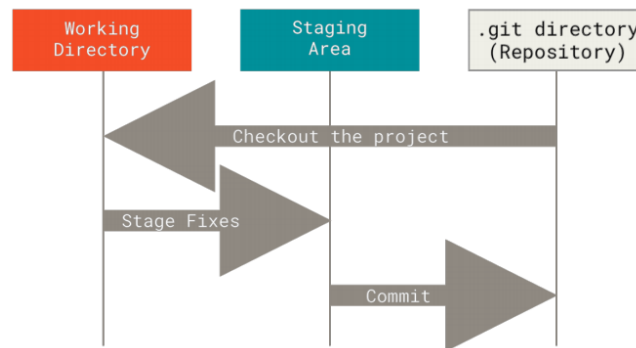 Working
Directory
Staging
Area
.git directory
(Repository)
Checkout the project
Stage Fixes
Commit